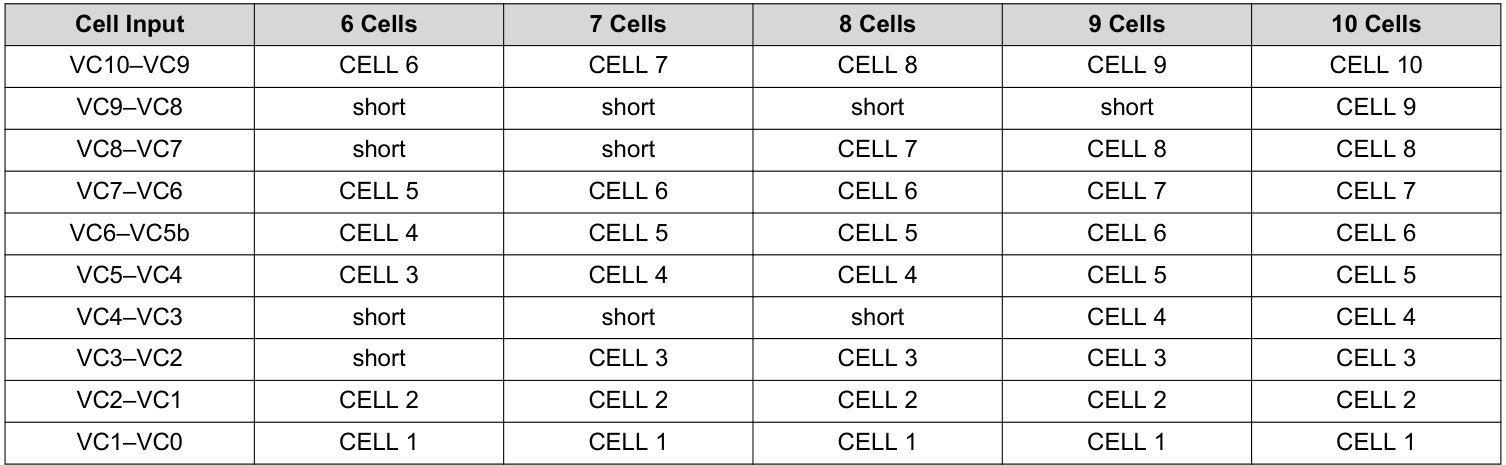 Cell Input 6 Cells 7 Cells 8 Cells 9 Cells 10 Cells
VC10–VC9 CELL 6 CELL 7 CELL 8 CELL 9 CELL 10
VC9–VC8 short short short short CELL 9
VC8–VC7 short short CELL 7 CELL 8 CELL 8
VC7–VC6 CELL 5 CELL 6 CELL 6 CELL 7 CELL 7
VC6–VC5b CELL 4 CELL 5 CELL 5 CELL 6 CELL 6
VC5–VC4 CELL 3 CELL 4 CELL 4 CELL 5 CELL 5
VC4–VC3 short short short CELL 4 CELL 4
VC3–VC2 short CELL 3 CELL 3 CELL 3 CELL 3
VC2–VC1 CELL 2 CELL 2 CELL 2 CELL 2 CELL 2
VC1–VC0 CELL 1 CELL 1 CELL 1 CELL 1 CELL 1